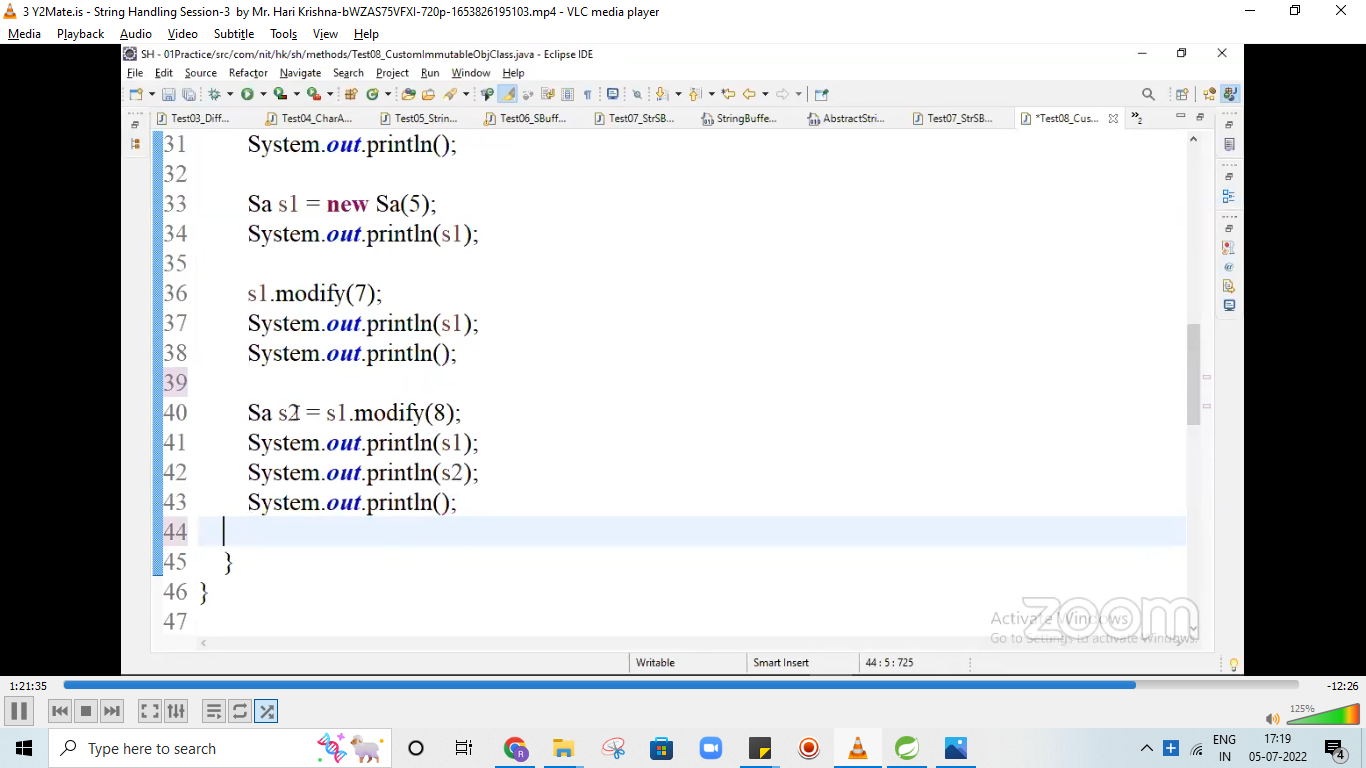 3 Y2Mate.is - String Handling Session-3 by Mr. Hari Krishna-bWZAS75VFXI-720p-1653826195103.mp4 - VLC media player
Media Playback Audio Video Subtitle Tools View Help
SH - 01Practice/src/com/nit/hk/sh/methods/Test08_CustomImmutableObjClass.java - Eclipse IDE
File Edit Source Refactor Navigate Search Project Run Window Help
Test03_Diff... Test04_CharA... Test05_Strin... Test06_SBuff... Test07_StrSB... StringBuffe... AbstractStri... Test07_StrSB... *Test08_Cus... »2
31 System.out.println();
32
33 Sa s1 = new Sa(5);
34 System.out.println(s1);
35
36 s1.modify(7);
37 System.out.println(s1);
38 System.out.println();
39
40 Sa s2 = s1.modify(8);
41 System.out.println(s1);
42 System.out.println(s2);
43 System.out.println();
44
45 }
46 }
47
zoom
Activate Windows
Go to Settings to activate Windows.
Writable Smart Insert 44 : 5 : 725
1:21:35 -12:26
125%
Type here to search
ENG 17:19
IN 05-07-2022 4